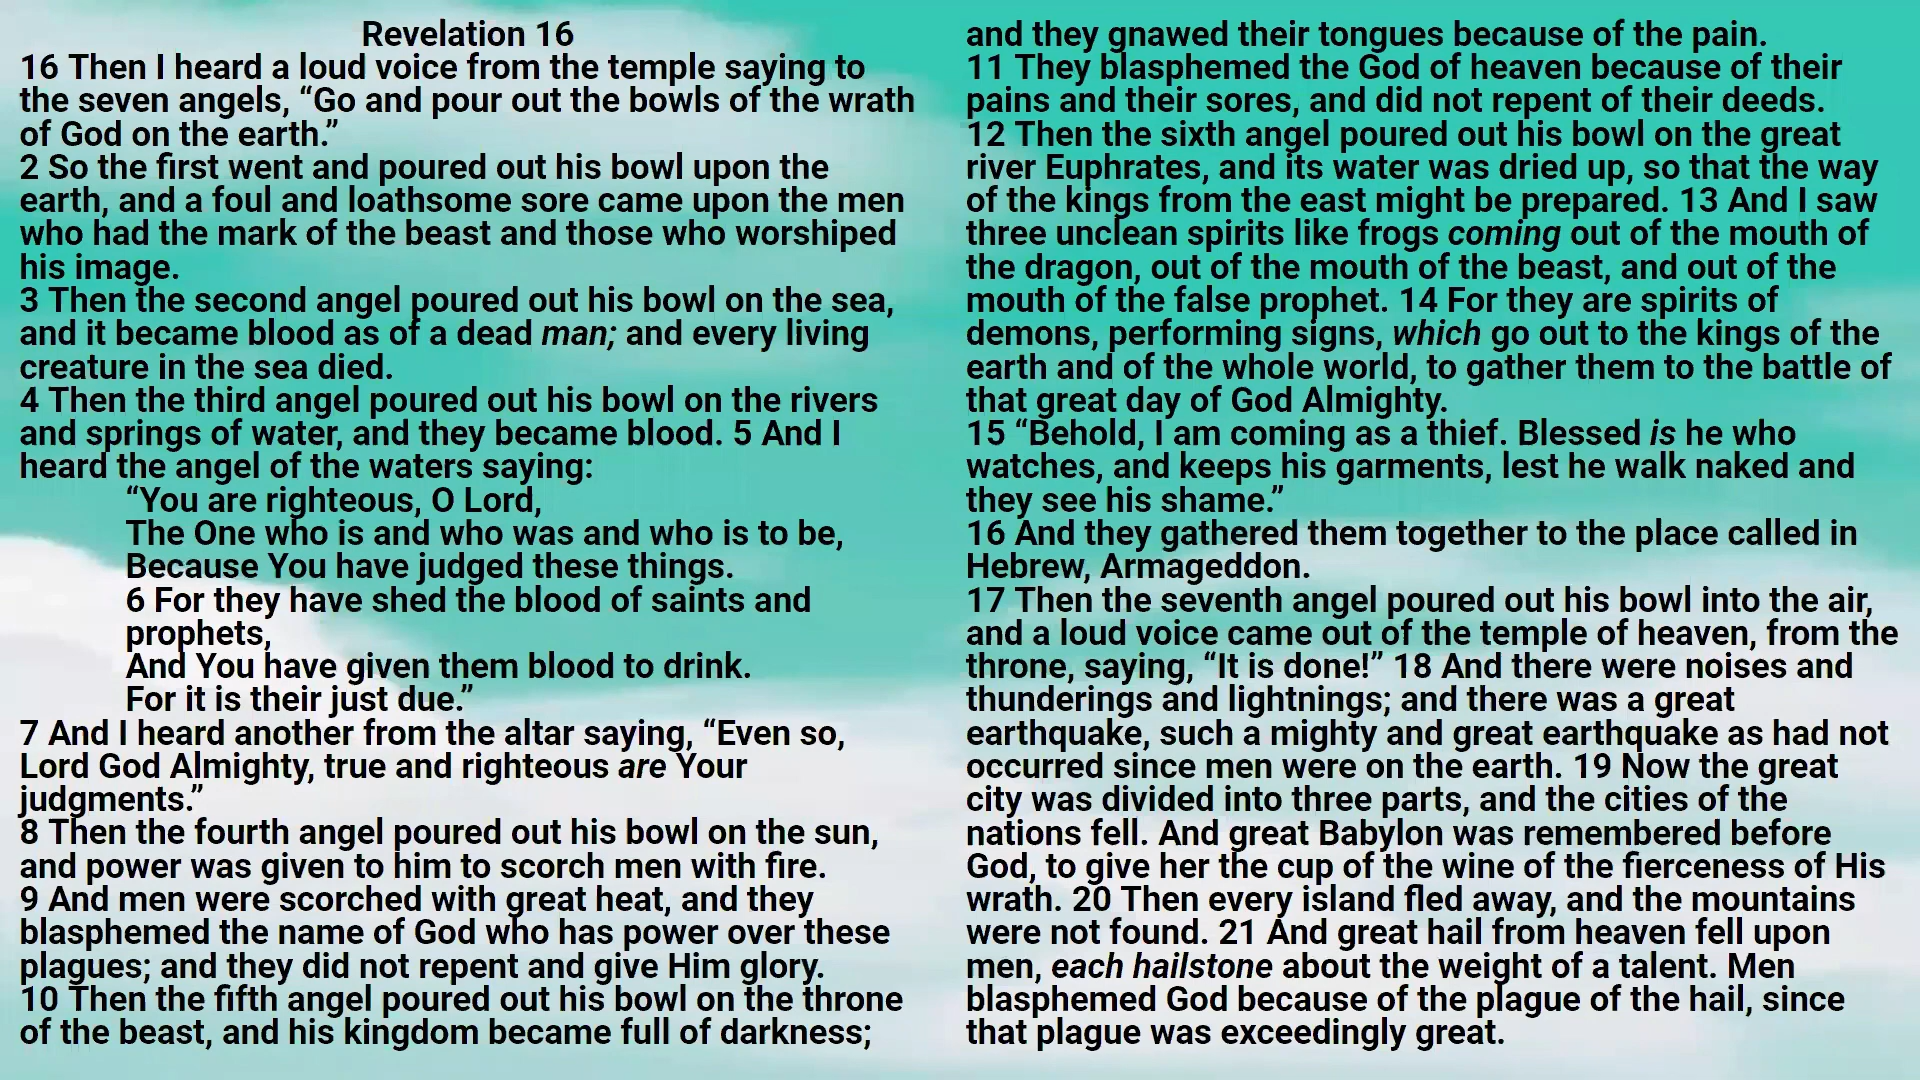 Revelation 16
16 Then I heard a loud voice from the temple saying to
the seven angels, “Go and pour out the bowls of the wrath
of God on the earth.”
2 So the first went and poured out his bowl upon the
earth, and a foul and loathsome sore came upon the men
who had the mark of the beast and those who worshiped
his image.
3 Then the second angel poured out his bowl on the sea,
and it became blood as of a dead man; and every living
creature in the sea died.
4 Then the third angel poured out his bowl on the rivers
and springs of water, and they became blood. 5 And I
heard the angel of the waters saying:
“You are righteous, O Lord,
The One who is and who was and who is to be,
Because You have judged these things.
6 For they have shed the blood of saints and
prophets,
And You have given them blood to drink.
For it is their just due.”
7 And I heard another from the altar saying, “Even so,
Lord God Almighty, true and righteous are Your
judgments.”
8 Then the fourth angel poured out his bowl on the sun,
and power was given to him to scorch men with fire.
9 And men were scorched with great heat, and they
blasphemed the name of God who has power over these
plagues; and they did not repent and give Him glory.
10 Then the fifth angel poured out his bowl on the throne
of the beast, and his kingdom became full of darkness;
and they gnawed their tongues because of the pain.
11 They blasphemed the God of heaven because of their
pains and their sores, and did not repent of their deeds.
12 Then the sixth angel poured out his bowl on the great
river Euphrates, and its water was dried up, so that the way
of the kings from the east might be prepared. 13 And I saw
three unclean spirits like frogs coming out of the mouth of
the dragon, out of the mouth of the beast, and out of the
mouth of the false prophet. 14 For they are spirits of
demons, performing signs, which go out to the kings of the
earth and of the whole world, to gather them to the battle of
that great day of God Almighty.
15 “Behold, I am coming as a thief. Blessed is he who
watches, and keeps his garments, lest he walk naked and
they see his shame.”
16 And they gathered them together to the place called in
Hebrew, Armageddon.
17 Then the seventh angel poured out his bowl into the air,
and a loud voice came out of the temple of heaven, from the
throne, saying, “It is done!” 18 And there were noises and
thunderings and lightnings; and there was a great
earthquake, such a mighty and great earthquake as had not
occurred since men were on the earth. 19 Now the great
city was divided into three parts, and the cities of the
nations fell. And great Babylon was remembered before
God, to give her the cup of the wine of the fierceness of His
wrath. 20 Then every island fled away, and the mountains
were not found. 21 And great hail from heaven fell upon
men, each hailstone about the weight of a talent. Men
blasphemed God because of the plague of the hail, since
that plague was exceedingly great.